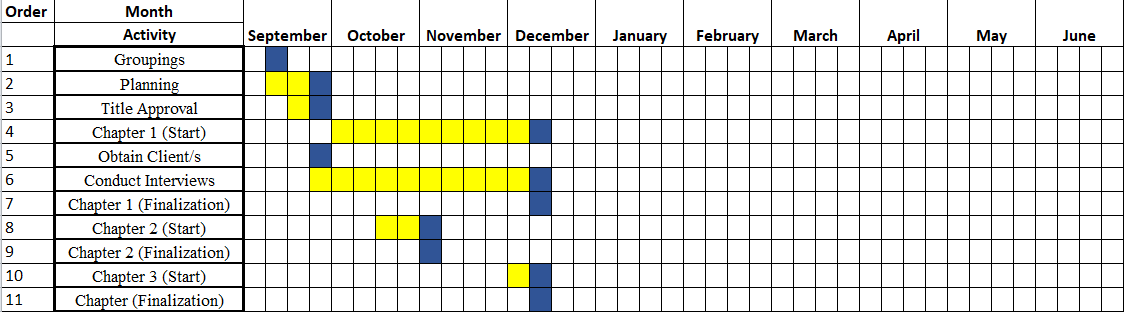 Order Month
Activity September October November December January February March April May June
1 Groupings
2 Planning
3 Title Approval
4 Chapter 1 (Start)
5 Obtain Client/s
6 Conduct Interviews
7 Chapter 1 (Finalization)
8 Chapter 2 (Start)
9 Chapter 2 (Finalization)
10 Chapter 3 (Start)
11 Chapter (Finalization)